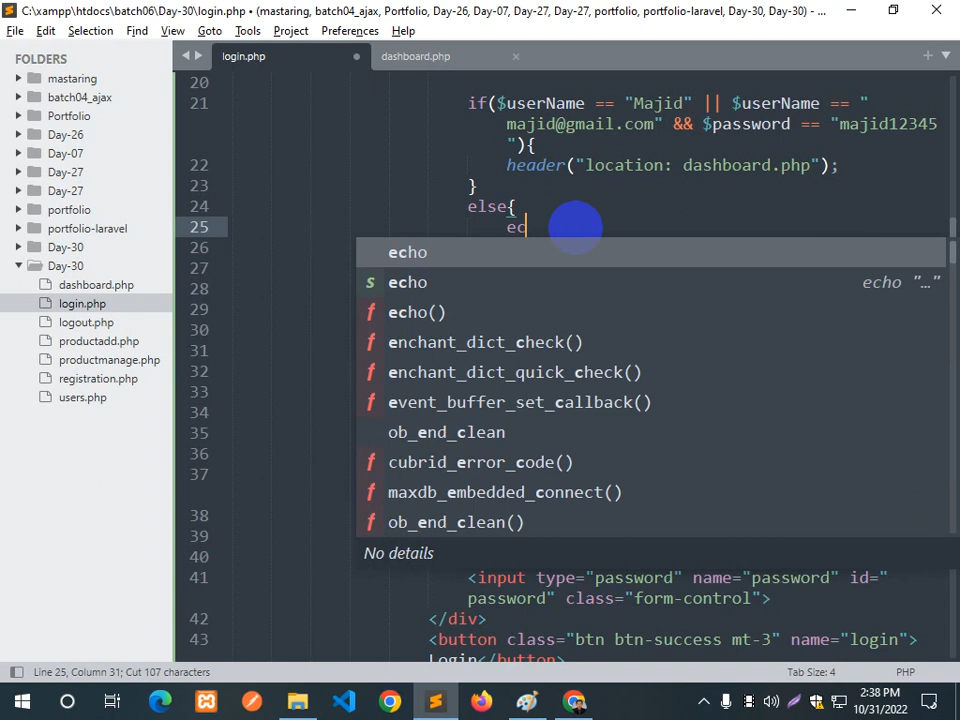 C:\xampp\htdocs\batch06\Day-30\login.php • (mastaring, batch04_ajax, Portfolio, Day-26, Day-07, Day-27, Day-27, portfolio, portfolio-laravel, Day-30, Day-30) - ...
File Edit Selection Find View Goto Tools Project Preferences Help
FOLDERS
mastaring
batch04_ajax
Portfolio
Day-26
Day-07
Day-27
Day-27
portfolio
portfolio-laravel
Day-30
Day-30
dashboard.php
login.php
logout.php
productadd.php
productmanage.php
registration.php
users.php
login.php dashboard.php
20
21 if($userName == "Majid" || $userName == "
majid@gmail.com" && $password == "majid12345
"){
22 header("location: dashboard.php");
23 }
24 else{
25 ec
26
27
28
29
30
31
32
33
34
35
36
37
38
39
40
echo
s echo echo "…"
f echo()
f enchant_dict_check()
f enchant_dict_quick_check()
f event_buffer_set_callback()
ob_end_clean
f cubrid_error_code()
f maxdb_embedded_connect()
f ob_end_clean()
No details
41 <input type="password" name="password" id="
password" class="form-control">
42 </div>
43 <button class="btn btn-success mt-3" name="login">
Login</button>
Line 25, Column 31; Cut 107 characters Tab Size: 4 PHP
2:38 PM
10/31/2022